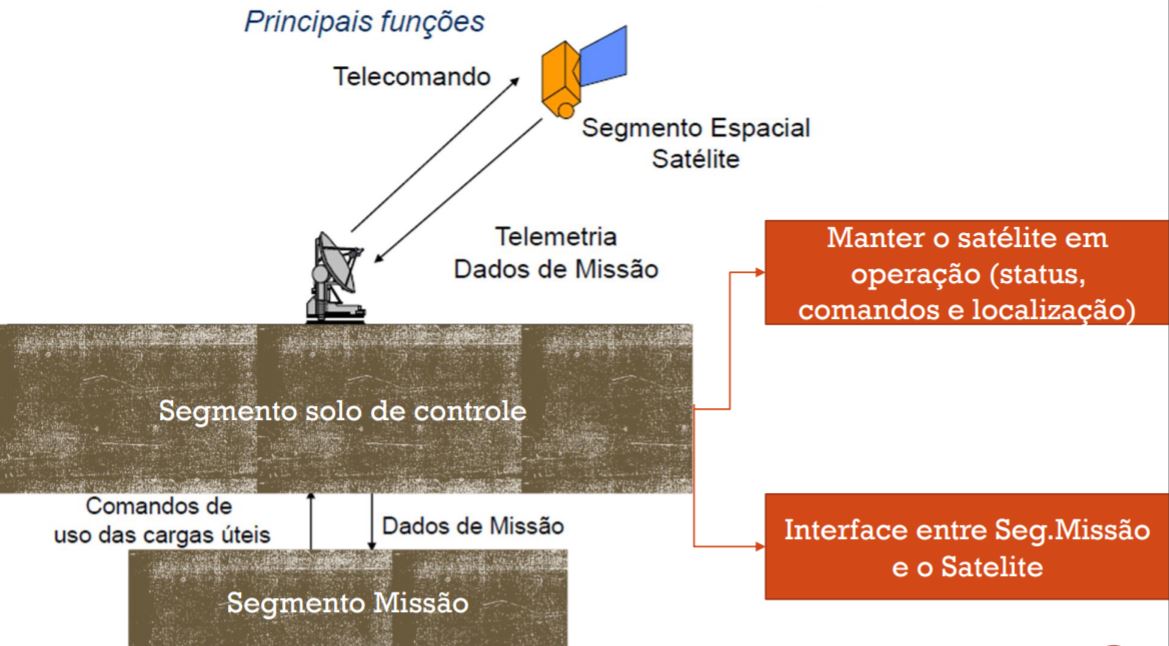 Principais funções
Telecomando
Segmento Espacial
Satélite
Telemetria
Dados de Missão
Manter o satélite em
operação (status,
comandos e localização)
Segmento solo de controle
Comandos de
uso das cargas úteis
Dados de Missão
Interface entre Seg.Missão
e o Satelite
Segmento Missão